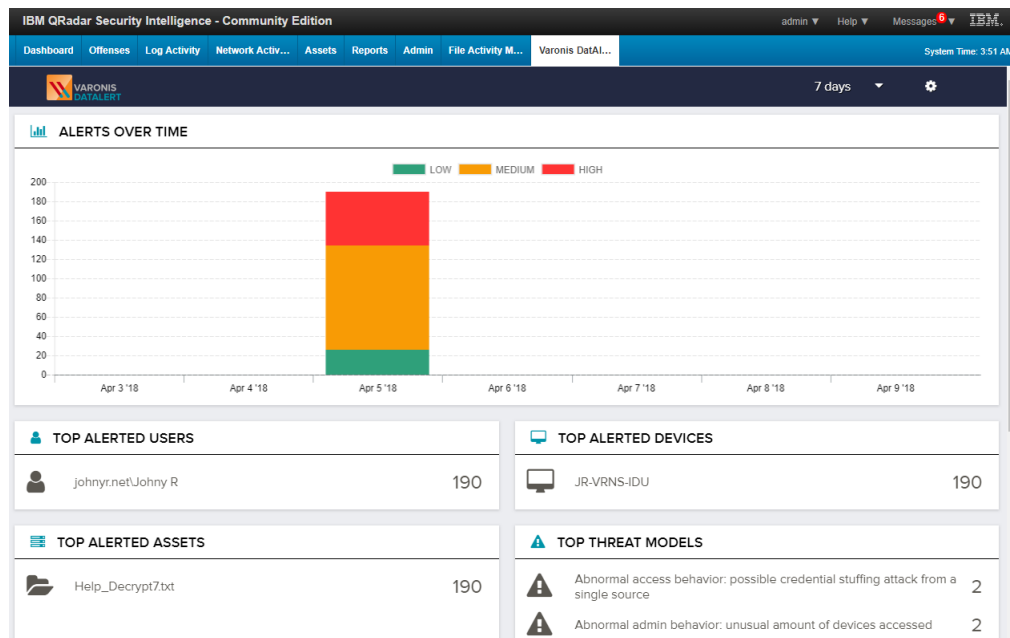 IBM QRadar Security Intelligence - Community Edition
admin ▼ Help ▼ Messages 6 ▼ IBM.
Dashboard Offenses Log Activity Network Activ... Assets Reports Admin File Activity M... Varonis DatAl... System Time: 3:51 AM
VARONIS
DATALERT
7 days
ALERTS OVER TIME
LOW MEDIUM HIGH
200
180
160
140
120
100
80
60
40
20
0
Apr 3 '18 Apr 4 '18 Apr 5 '18 Apr 6 '18 Apr 7 '18 Apr 8 '18 Apr 9 '18
TOP ALERTED USERS
johnyr.net\Johny R 190
TOP ALERTED DEVICES
JR-VRNS-IDU 190
TOP ALERTED ASSETS
Help_Decrypt7.txt 190
TOP THREAT MODELS
Abnormal access behavior: possible credential stuffing attack from a
single source 2
Abnormal admin behavior: unusual amount of devices accessed 2